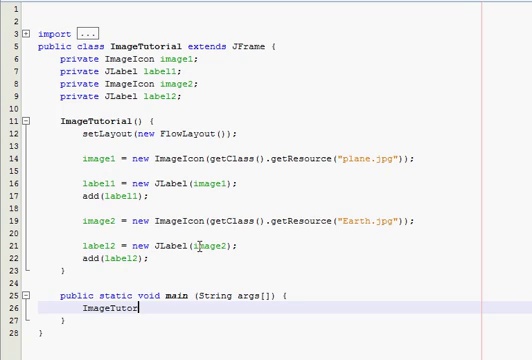 1
2
3 import ...
5 public class ImageTutorial extends JFrame {
6 private ImageIcon image1;
7 private JLabel label1;
8 private ImageIcon image2;
9 private JLabel label2;
10
11 ImageTutorial() {
12 setLayout(new FlowLayout());
13
14 image1 = new ImageIcon(getClass().getResource("plane.jpg"));
15
16 label1 = new JLabel(image1);
17 add(label1);
18
19 image2 = new ImageIcon(getClass().getResource("Earth.jpg"));
20
21 label2 = new JLabel(image2);
22 add(label2);
23 }
24
25 public static void main (String args[]) {
26 ImageTutor
27 }
28 }